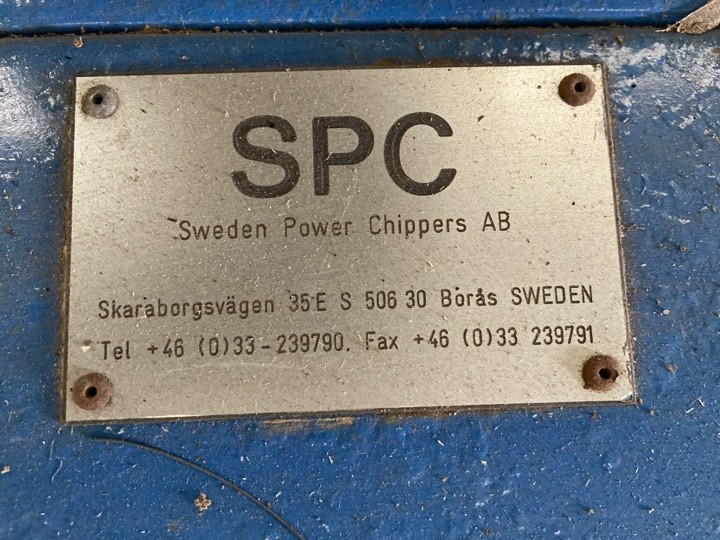 SPC
Sweden Power Chippers AB
Skaraborgsvägen 35E S 506 30 Borås SWEDEN
Tel +46 (0)33-239790. Fax +46 (0)33 239791